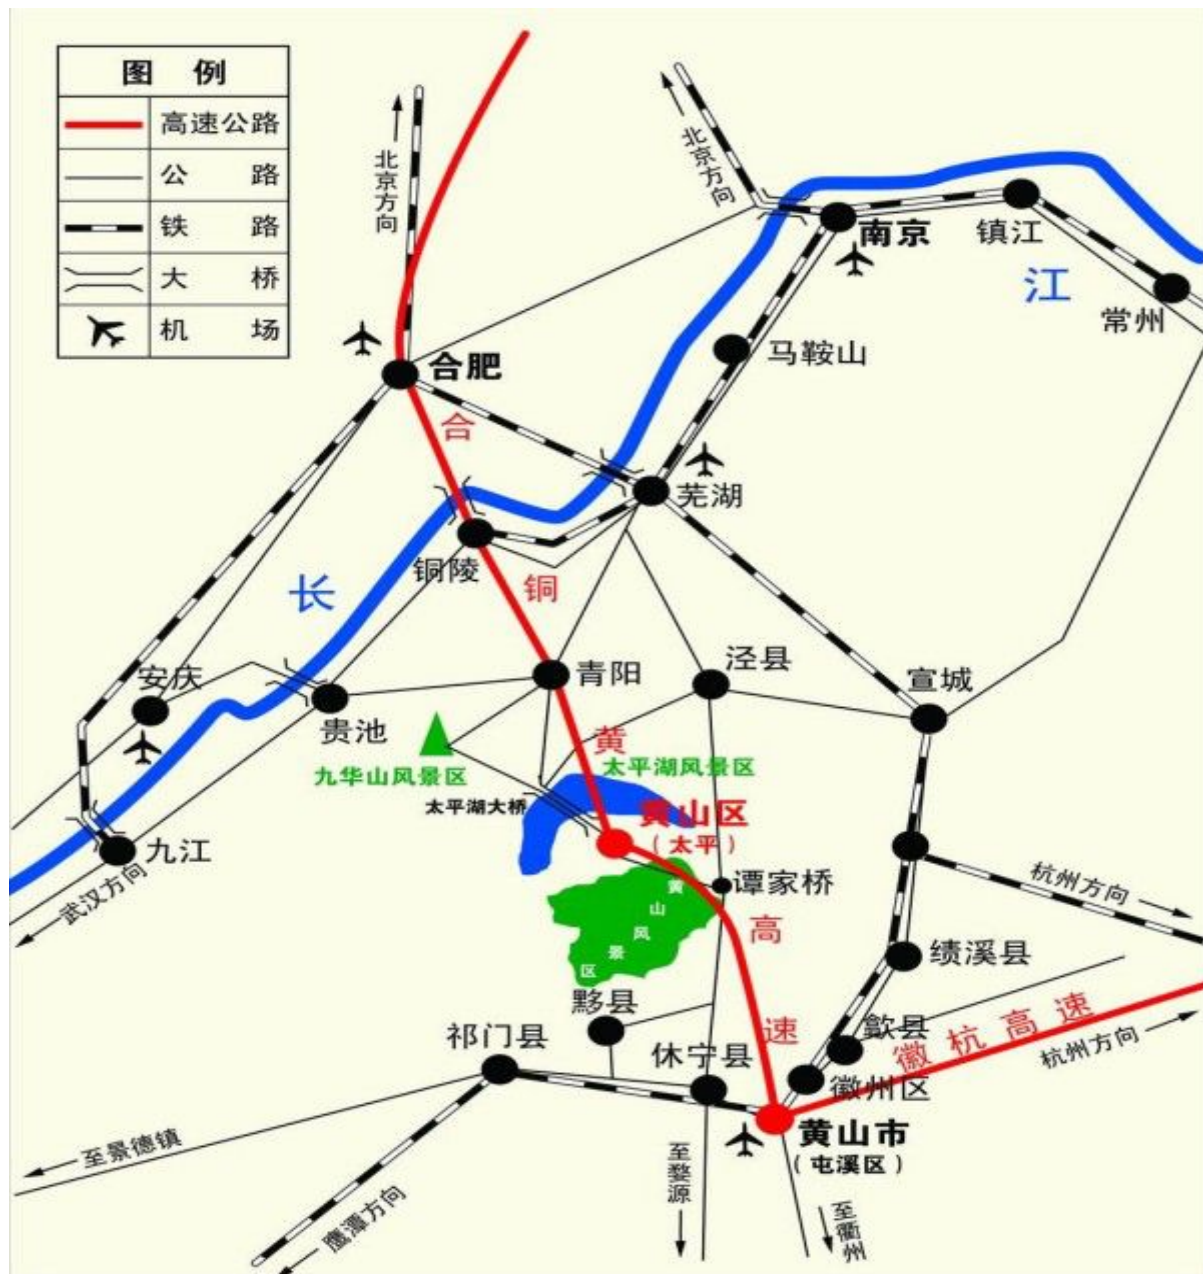 图 例
高速公路
公 路
铁 路
大 桥
机 场
北京方向
北京方向
南京
镇江
江
常州
马鞍山
合肥
合
芜湖
铜陵
铜
长
安庆
贵池
青阳
泾县
宣城
黄
九华山风景区
太平湖风景区
太平湖大桥
黄山区
(太平)
九江
武汉方向
谭家桥
杭州方向
黄山风景区
高
绩溪县
黟县
速
歙县
徽杭高速
杭州方向
祁门县
休宁县
徽州区
黄山市
(屯溪区)
至景德镇
至婺源
至衢州
鹰潭方向